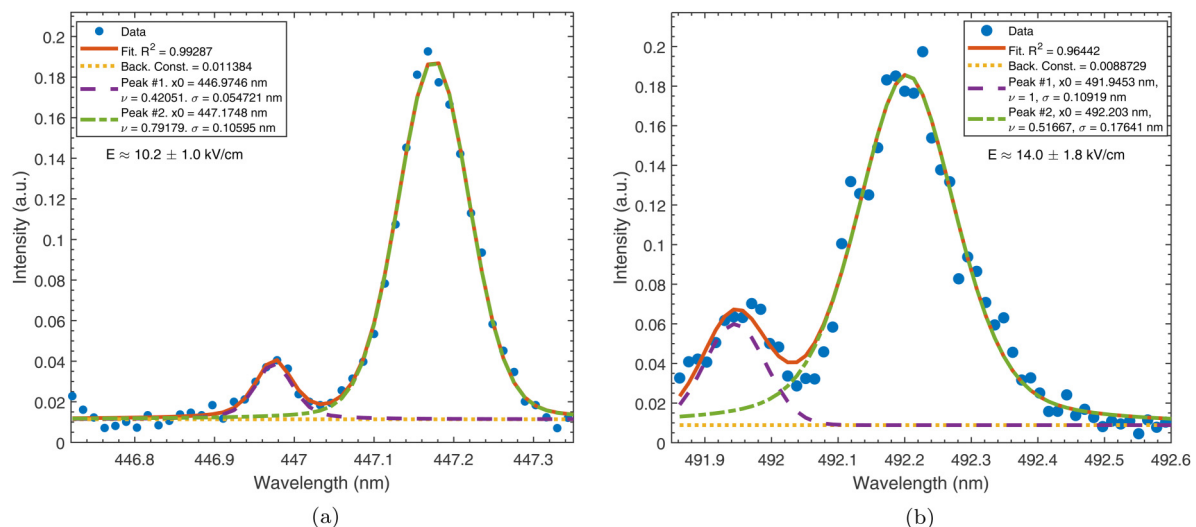 0.2
0.18
0.16
0.14
0.12
0.1
0.08
0.06
0.04
0.02
0
Intensity (a.u.)
Data
Fit. R² = 0.99287
Back. Const. = 0.011384
Peak #1. x0 = 446.9746 nm
ν = 0.42051. σ = 0.054721 nm
Peak #2. x0 = 447.1748 nm
ν = 0.79179. σ = 0.10595 nm
E ≈ 10.2 ± 1.0 kV/cm
446.8 446.9 447 447.1 447.2 447.3
Wavelength (nm)
(a)
0.2
0.18
0.16
0.14
0.12
0.1
0.08
0.06
0.04
0.02
0
Intensity (a.u.)
Data
Fit. R² = 0.96442
Back. Const. = 0.0088729
Peak #1, x0 = 491.9453 nm,
ν = 1, σ = 0.10919 nm
Peak #2, x0 = 492.203 nm,
ν = 0.51667, σ = 0.17641 nm
E ≈ 14.0 ± 1.8 kV/cm
491.9 492 492.1 492.2 492.3 492.4 492.5 492.6
Wavelength (nm)
(b)